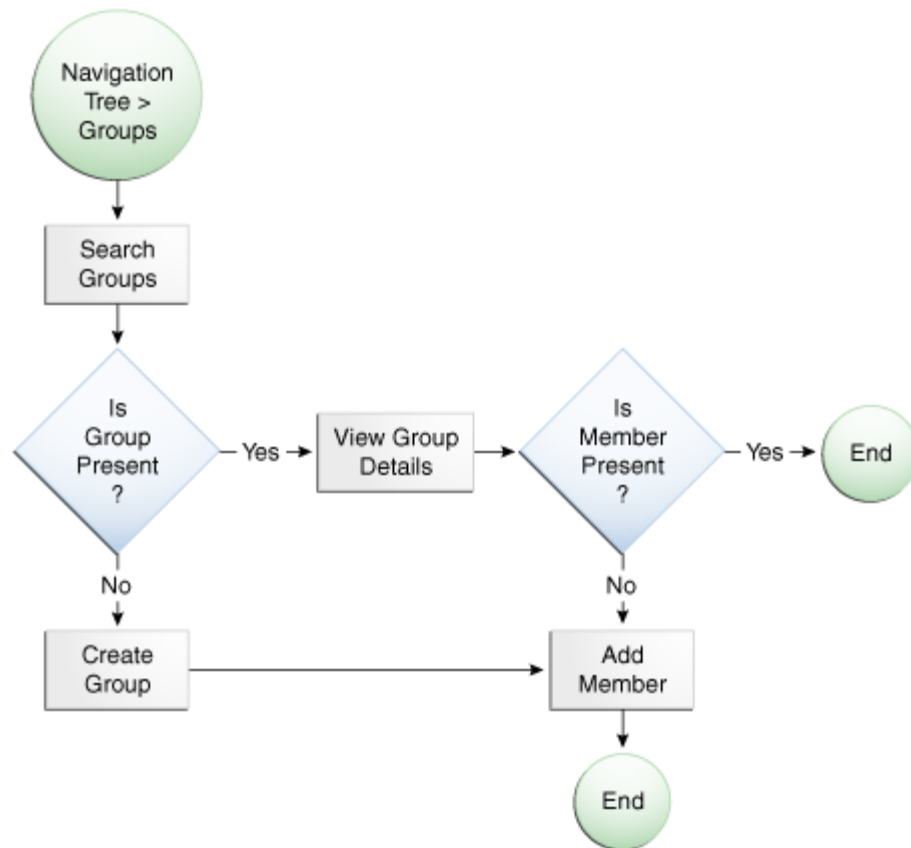 Navigation
Tree >
Groups
Search
Groups
Is
Group
Present
?
Yes
View Group
Details
Is
Member
Present
?
Yes
End
No
No
Create
Group
Add
Member
End